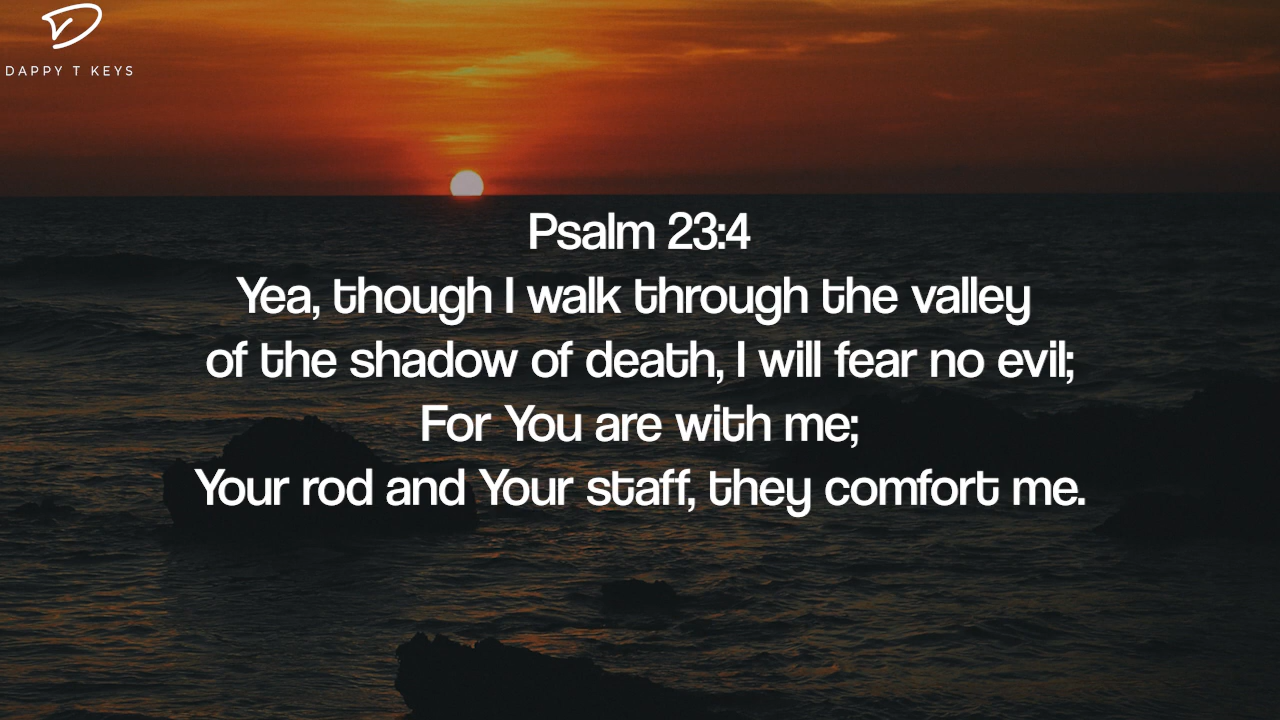 DAPPY T KEYS
Psalm 23:4
Yea, though I walk through the valley
of the shadow of death, I will fear no evil;
For You are with me;
Your rod and Your staff, they comfort me.